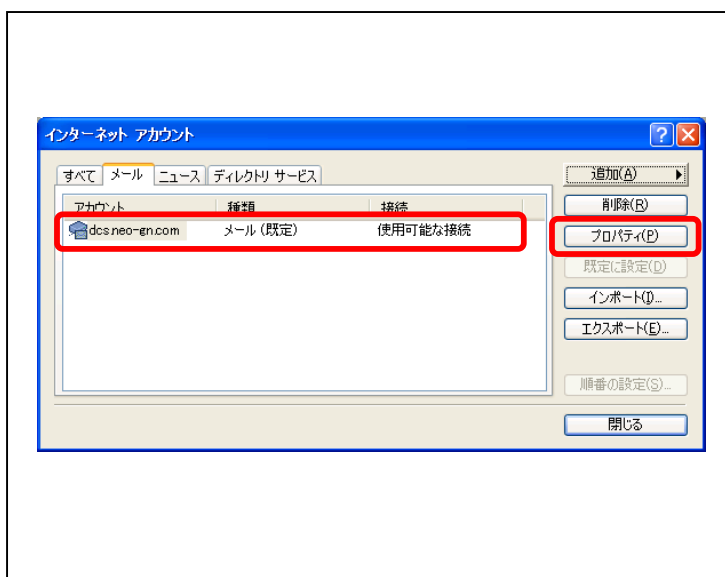 インターネット アカウント
すべて メール ニュース ディレクトリ サービス
追加(A)
アカウント 種類 接続
削除(R)
dcs.neo-gn.com メール (既定) 使用可能な接続
プロパティ(P)
既定に設定(D)
インポート(I)...
エクスポート(E)...
順番の設定(S)...
閉じる